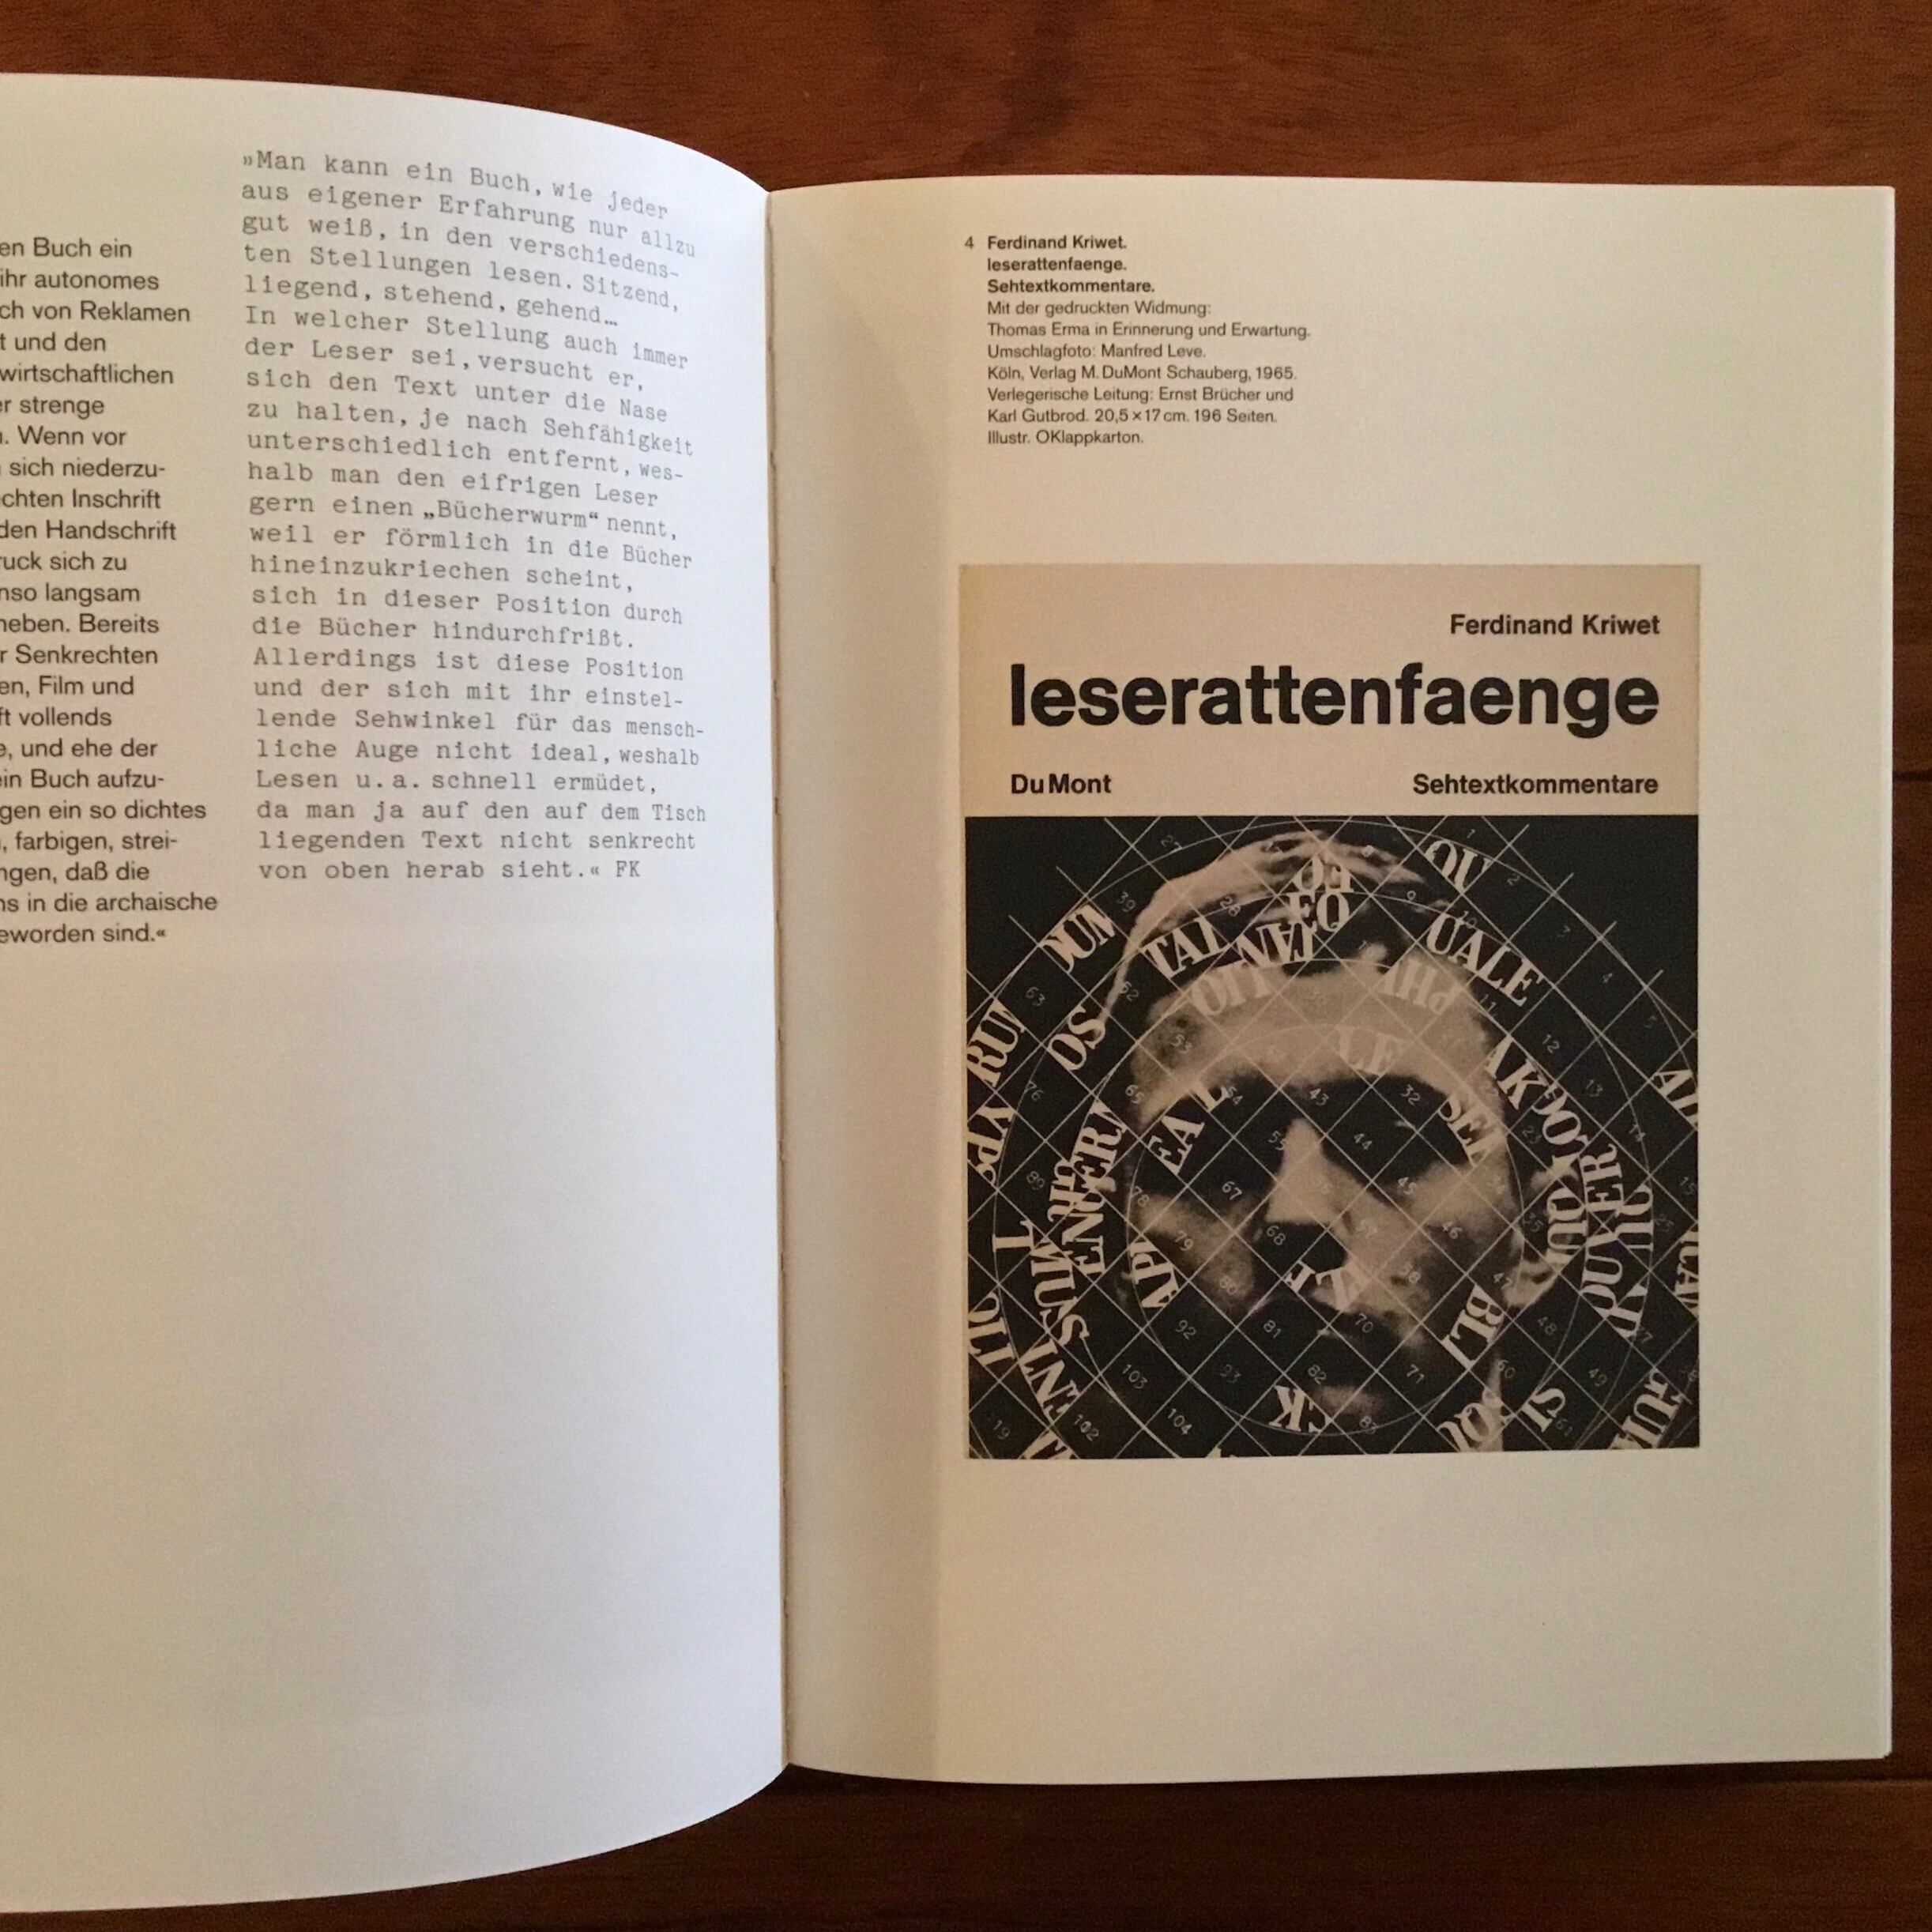 en Buch ein
ihr autonomes
ch von Reklamen
t und den
wirtschaftlichen
er strenge
n. Wenn vor
sich niederzu-
chten Inschrift
den Handschrift
ruck sich zu
nso langsam
heben. Bereits
r Senkrechten
en, Film und
ft vollends
e, und ehe der
ein Buch aufzu-
gen ein so dichtes
, farbigen, strei-
ngen, daß die
ns in die archaische
eworden sind.«
»Man kann ein Buch, wie jeder
aus eigener Erfahrung nur allzu
gut weiß, in den verschiedens-
ten Stellungen lesen. Sitzend,
liegend, stehend, gehend…
In welcher Stellung auch immer
der Leser sei, versucht er,
sich den Text unter die Nase
zu halten, je nach Sehfähigkeit
unterschiedlich entfernt, wes-
halb man den eifrigen Leser
gern einen „Bücherwurm“ nennt,
weil er förmlich in die Bücher
hineinzukriechen scheint,
sich in dieser Position durch
die Bücher hindurchfrißt.
Allerdings ist diese Position
und der sich mit ihr einstel-
lende Sehwinkel für das mensch-
liche Auge nicht ideal, weshalb
Lesen u. a. schnell ermüdet,
da man ja auf den auf dem Tisch
liegenden Text nicht senkrecht
von oben herab sieht.« FK
4 Ferdinand Kriwet.
leserattenfaenge.
Sehtextkommentare.
Mit der gedruckten Widmung:
Thomas Erma in Erinnerung und Erwartung.
Umschlagfoto: Manfred Leve.
Köln, Verlag M. DuMont Schauberg, 1965.
Verlegerische Leitung: Ernst Brücher und
Karl Gutbrod. 20,5 × 17 cm. 196 Seiten.
Illustr. OKlappkarton.
Ferdinand Kriwet
leserattenfaenge
DuMont Sehtextkommentare